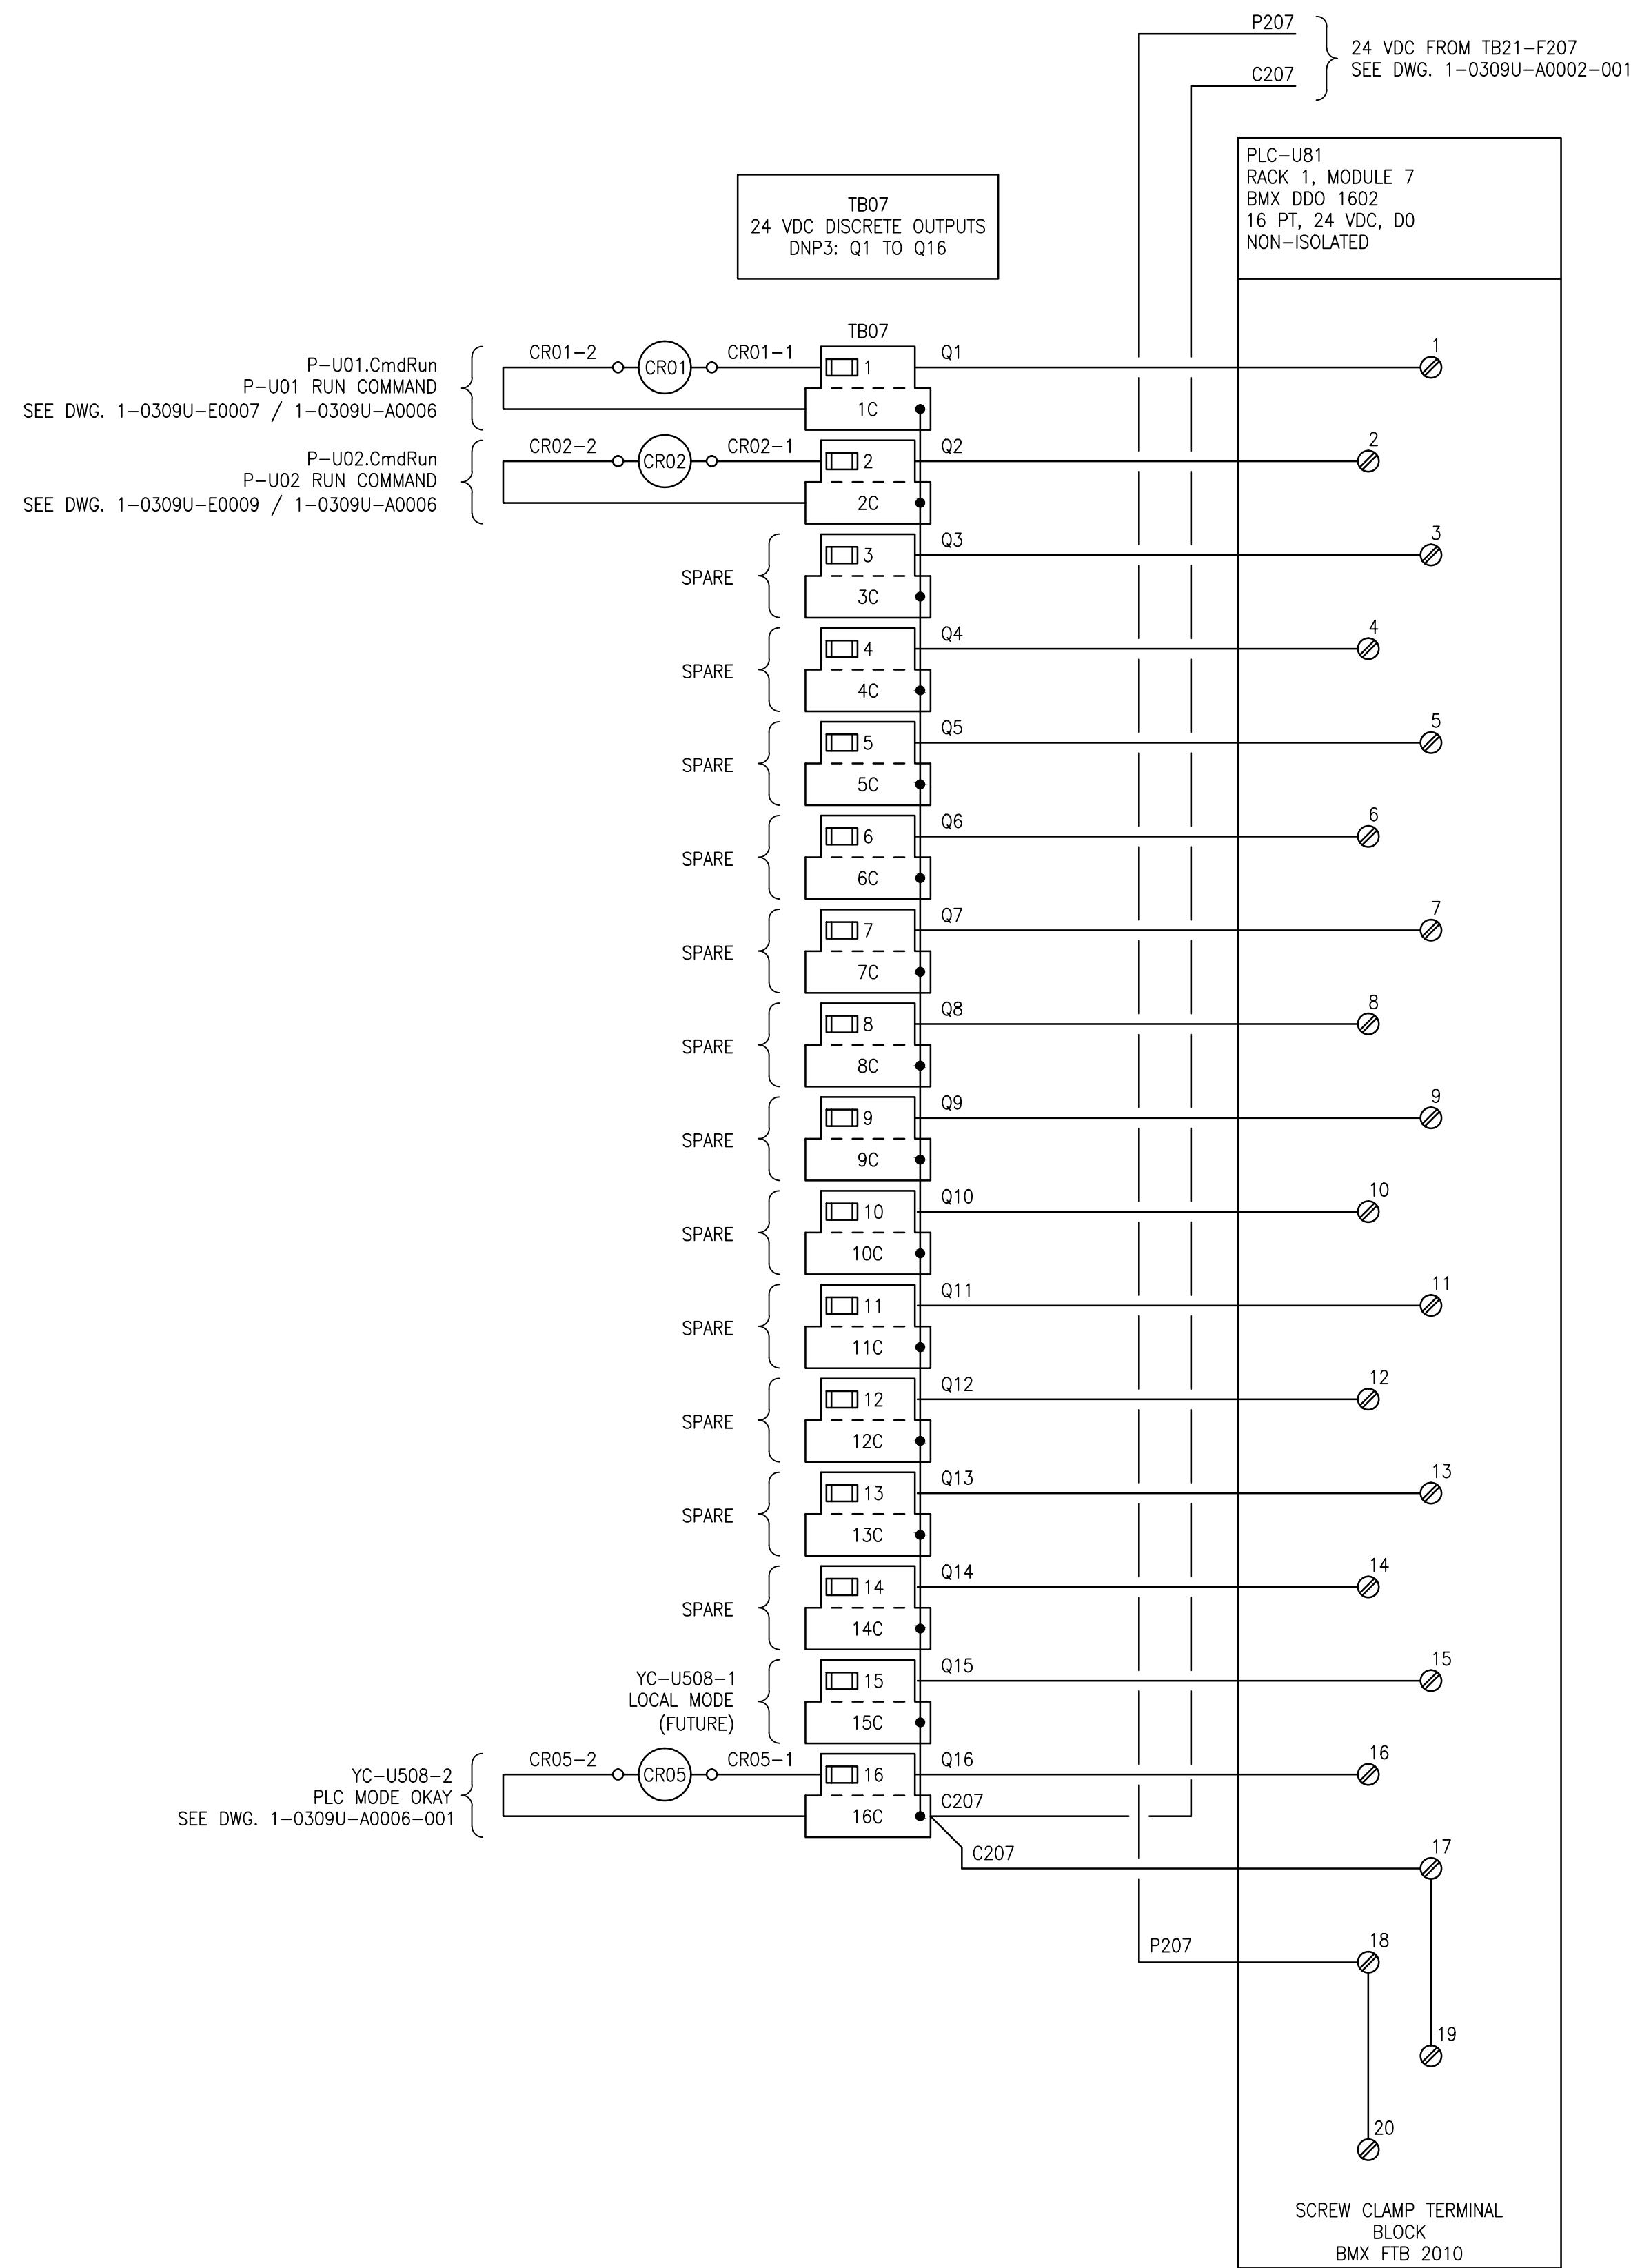 P207
C207
24 VDC FROM TB21-F207
SEE DWG. 1-0309U-A0002-001
PLC-U81
RACK 1, MODULE 7
BMX DDO 1602
16 PT, 24 VDC, DO
NON-ISOLATED
TB07
24 VDC DISCRETE OUTPUTS
DNP3: Q1 TO Q16
TB07
P-U01.CmdRun
P-U01 RUN COMMAND
SEE DWG. 1-0309U-E0007 / 1-0309U-A0006
CR01-2
CR01
CR01-1
1
1C
Q1
1
P-U02.CmdRun
P-U02 RUN COMMAND
SEE DWG. 1-0309U-E0009 / 1-0309U-A0006
CR02-2
CR02
CR02-1
2
2C
Q2
2
SPARE
3
3C
Q3
3
SPARE
4
4C
Q4
4
SPARE
5
5C
Q5
5
SPARE
6
6C
Q6
6
SPARE
7
7C
Q7
7
SPARE
8
8C
Q8
8
SPARE
9
9C
Q9
9
SPARE
10
10C
Q10
10
SPARE
11
11C
Q11
11
SPARE
12
12C
Q12
12
SPARE
13
13C
Q13
13
SPARE
14
14C
Q14
14
YC-U508-1
LOCAL MODE
(FUTURE)
15
15C
Q15
15
YC-U508-2
PLC MODE OKAY
SEE DWG. 1-0309U-A0006-001
CR05-2
CR05
CR05-1
16
16C
Q16
16
C207
C207
17
P207
18
19
20
SCREW CLAMP TERMINAL
BLOCK
BMX FTB 2010